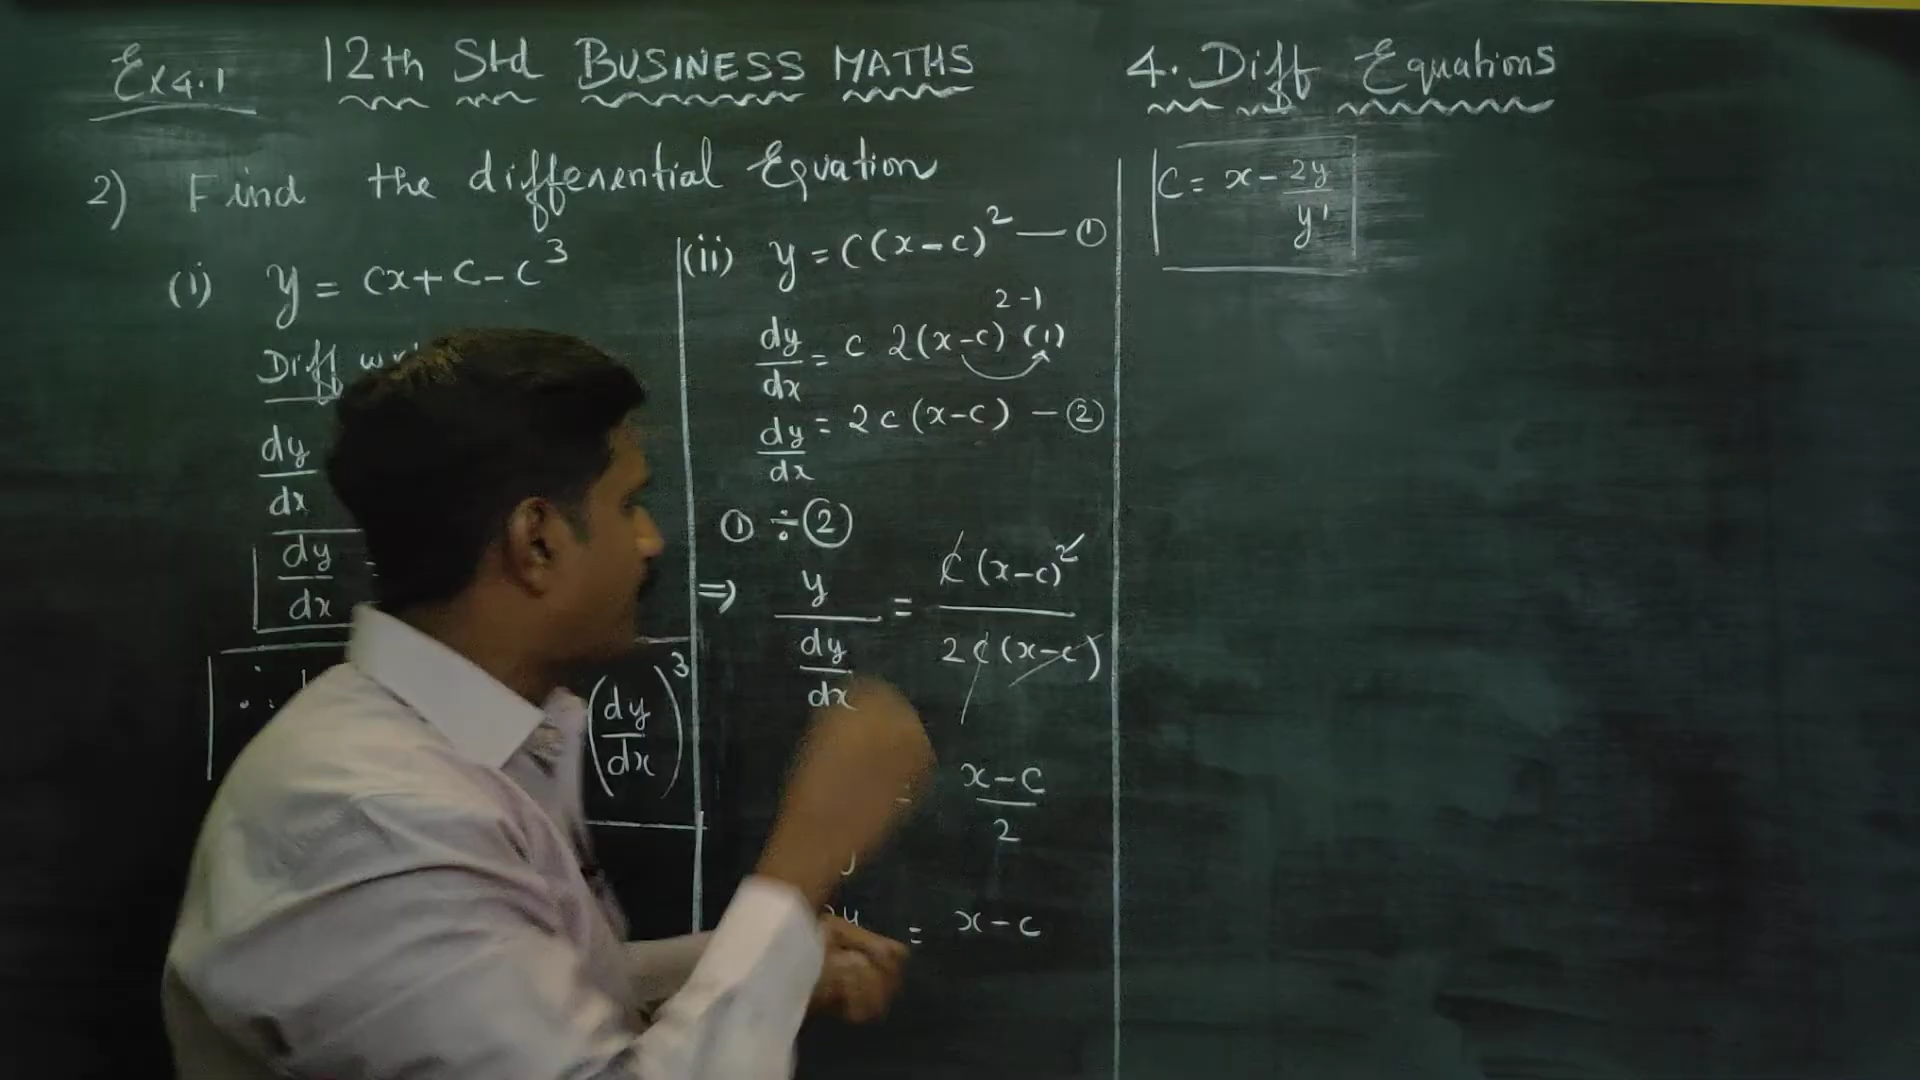 Ex 4.1 12th Std BUSINESS MATHS 4. Diff Equations
2) Find the differential Equation
(i) y = cx + c - c³
Diff
dy/dx
dy/dx =
(dy/dx)³
(ii) y = C(x-c)² — ①
dy/dx = c 2(x-c)²⁻¹ (1)
dy/dx = 2c(x-c) — ②
① ÷ ②
⇒ y / (dy/dx) = c(x-c)² / 2c(x-c)
= (x-c)/2
= x-c
C = x - 2y/y'